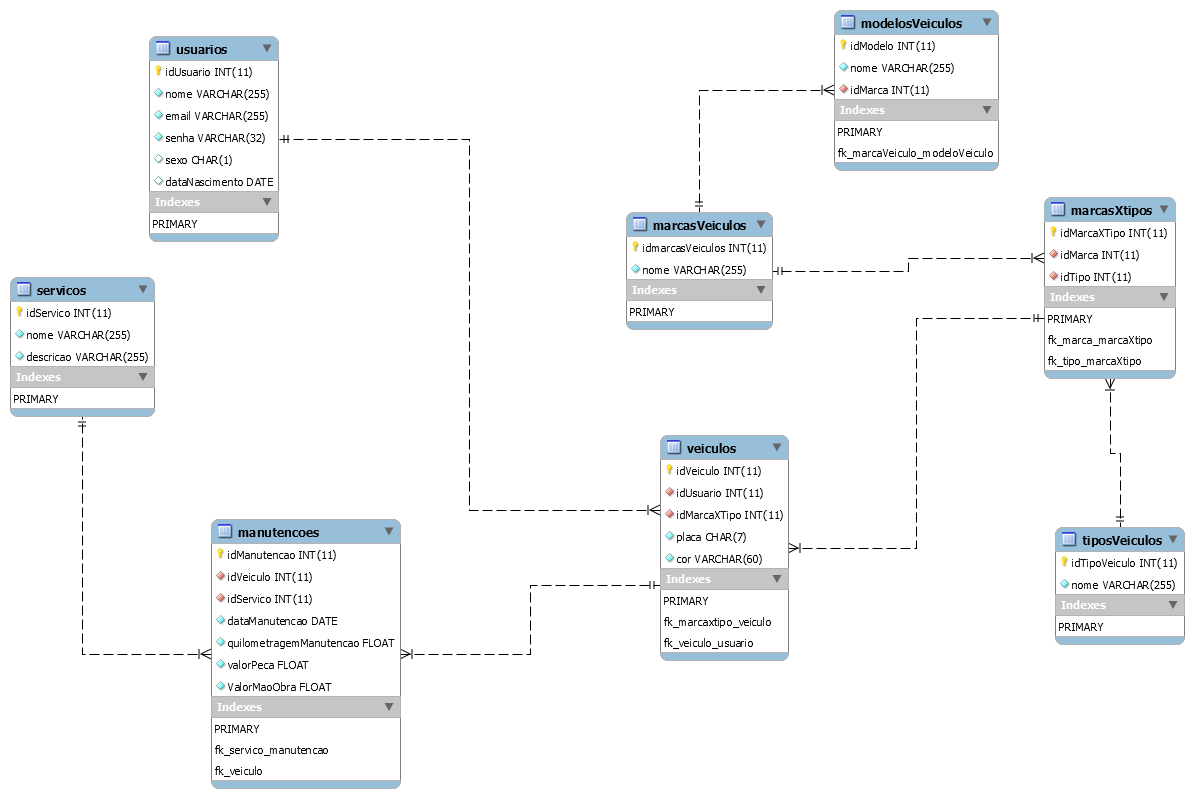 usuarios
idUsuario INT(11)
nome VARCHAR(255)
email VARCHAR(255)
senha VARCHAR(32)
sexo CHAR(1)
dataNascimento DATE
Indexes
PRIMARY
modelosVeiculos
idModelo INT(11)
nome VARCHAR(255)
idMarca INT(11)
Indexes
PRIMARY
fk_marcaVeiculo_modeloVeiculo
marcasVeiculos
idmarcasVeiculos INT(11)
nome VARCHAR(255)
Indexes
PRIMARY
marcasXtipos
idMarcaXTipo INT(11)
idMarca INT(11)
idTipo INT(11)
Indexes
PRIMARY
fk_marca_marcaXtipo
fk_tipo_marcaXtipo
servicos
idServico INT(11)
nome VARCHAR(255)
descricao VARCHAR(255)
Indexes
PRIMARY
veiculos
idVeiculo INT(11)
idUsuario INT(11)
idMarcaXTipo INT(11)
placa CHAR(7)
cor VARCHAR(60)
Indexes
PRIMARY
fk_marcaxtipo_veiculo
fk_veiculo_usuario
manutencoes
idManutencao INT(11)
idVeiculo INT(11)
idServico INT(11)
dataManutencao DATE
quilometragemManutencao FLOAT
valorPeca FLOAT
ValorMaoObra FLOAT
Indexes
PRIMARY
fk_servico_manutencao
fk_veiculo
tiposVeiculos
idTipoVeiculo INT(11)
nome VARCHAR(255)
Indexes
PRIMARY